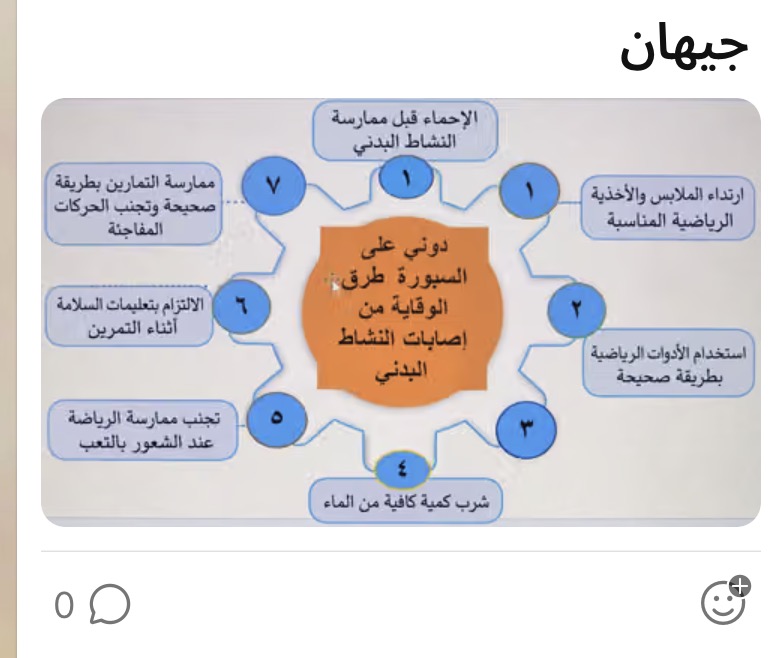 جيهان
الإحماء قبل ممارسة
النشاط البدني
١
١
ارتداء الملابس والأخذية
الرياضية المناسبة
٢
استخدام الأدوات الرياضية
بطريقة صحيحة
٣
٤
شرب كمية كافية من الماء
٥
تجنب ممارسة الرياضة
عند الشعور بالتعب
٦
الالتزام بتعليمات السلامة
أثناء التمرين
٧
ممارسة التمارين بطريقة
صحيحة وتجنب الحركات
المفاجئة
دوني على
السبورة طرق
الوقاية من
إصابات النشاط
البدني
0